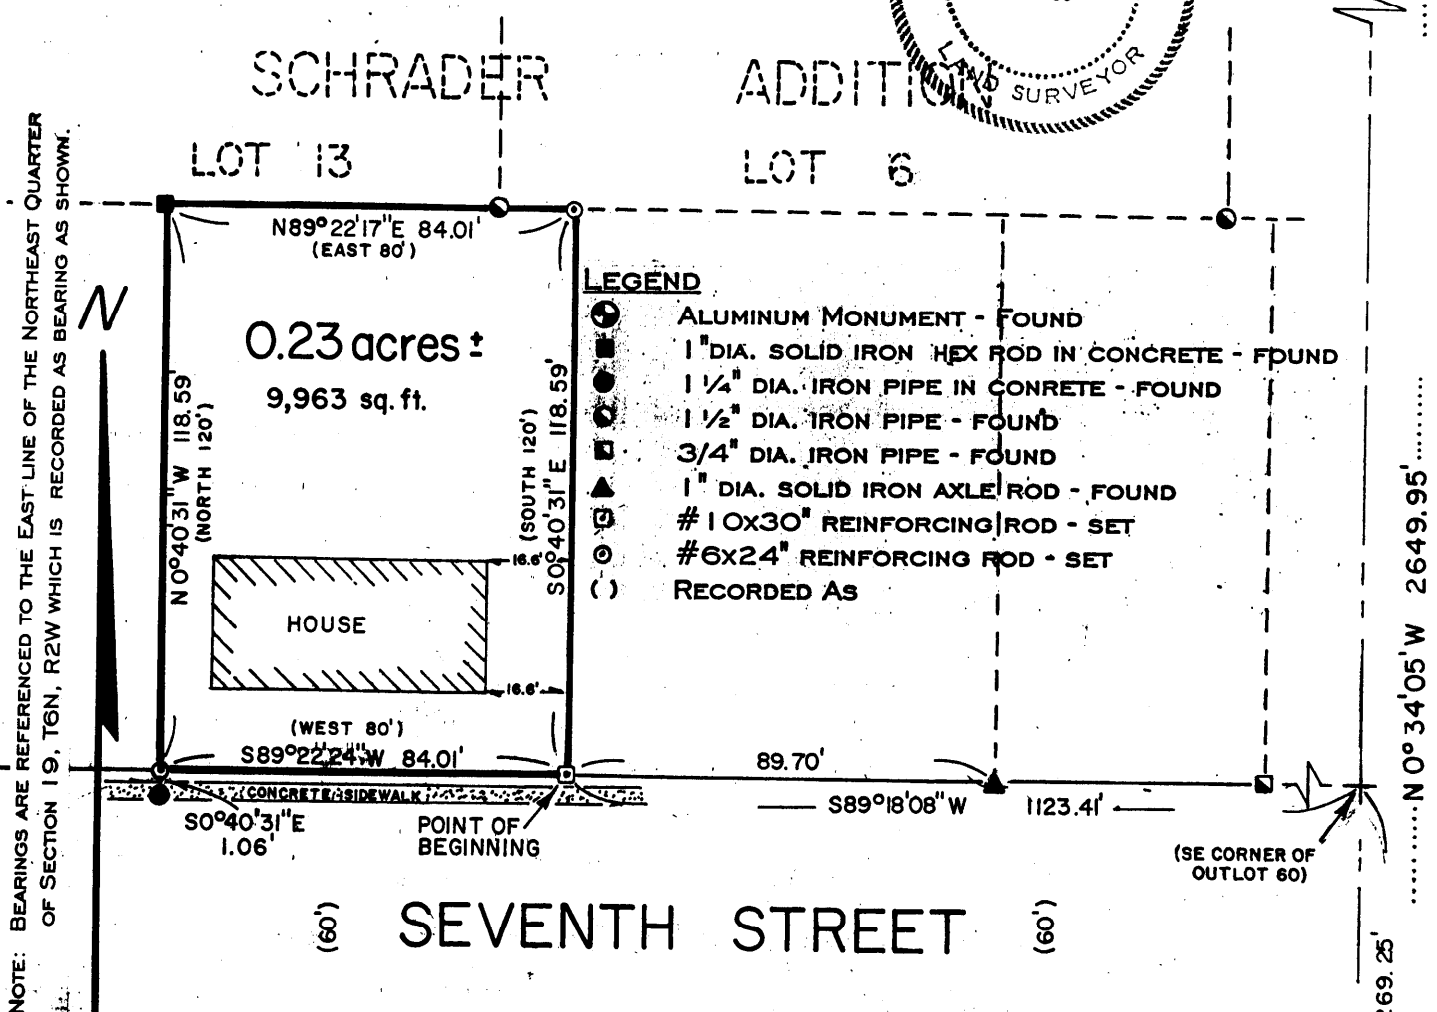 SCHRADER ADDITION
LAND SURVEYOR
LOT 13
LOT 6
N89°22'17"E 84.01'
(EAST 80')
0.23 acres ±
9,963 sq. ft.
N0°40'31"W 118.59'
(NORTH 120')
(SOUTH 120')
S0°40'31"E 118.59'
N
LEGEND
ALUMINUM MONUMENT - FOUND
1" DIA. SOLID IRON HEX ROD IN CONCRETE - FOUND
1 1/4" DIA. IRON PIPE IN CONRETE - FOUND
1 1/2" DIA. IRON PIPE - FOUND
3/4" DIA. IRON PIPE - FOUND
1" DIA. SOLID IRON AXLE ROD - FOUND
#10x30" REINFORCING ROD - SET
#6x24" REINFORCING ROD - SET
( ) RECORDED AS
16.6'
HOUSE
16.6'
(WEST 80')
S89°22'24"W 84.01'
CONCRETE SIDEWALK
S0°40'31"E
1.06'
POINT OF
BEGINNING
89.70'
S89°18'08"W 1123.41'
(SE CORNER OF
OUTLOT 60)
(60')
SEVENTH STREET
(60')
N0°34'05"W 2649.95'
269.25'
NOTE: BEARINGS ARE REFERENCED TO THE EAST LINE OF THE NORTHEAST QUARTER
OF SECTION 19, T6N, R2W WHICH IS RECORDED AS BEARING AS SHOWN.